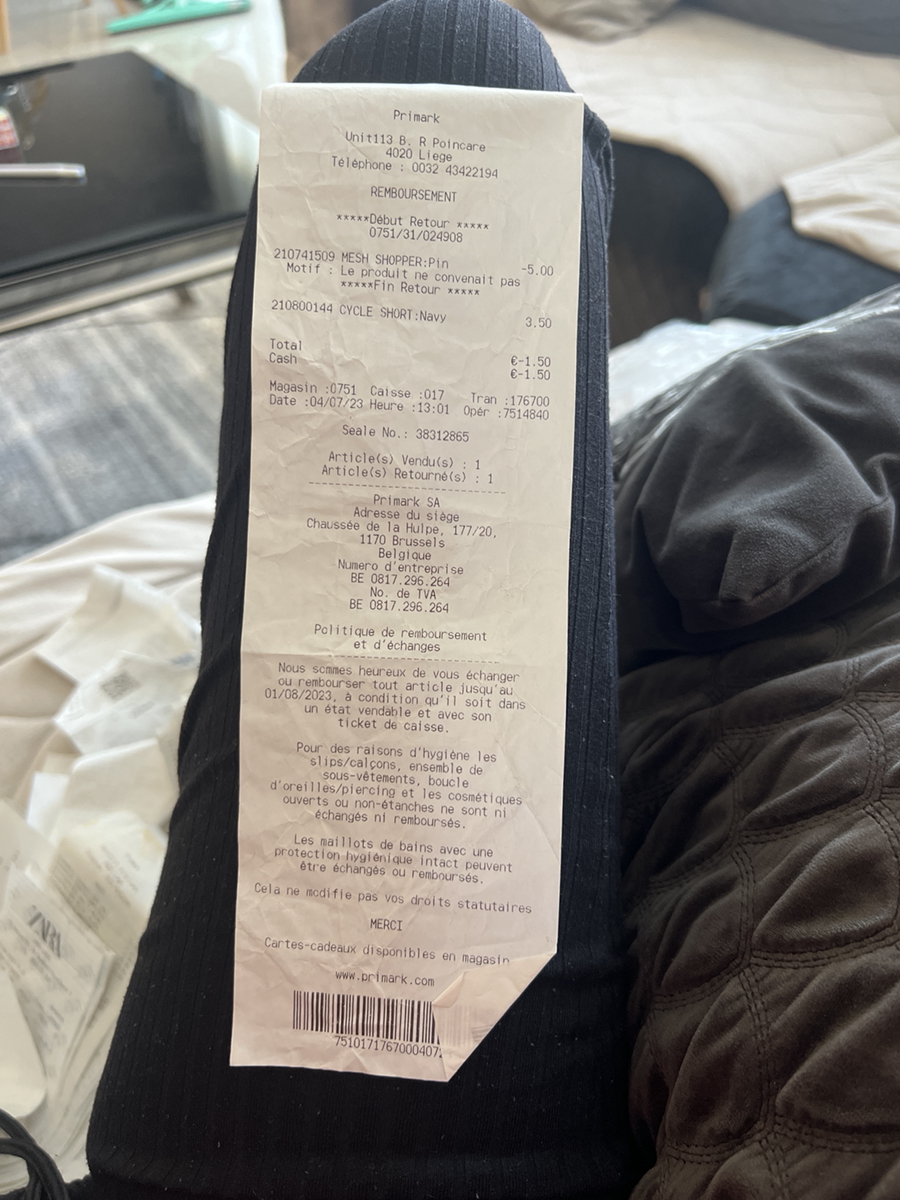 Primark
Unit113 B. R Poincare
4020 Liege
Téléphone : 0032 43422194
REMBOURSEMENT
*****Début Retour *****
0751/31/024908
210741509 MESH SHOPPER:Pin -5.00
Motif : Le produit ne convenait pas
*****Fin Retour *****
210800144 CYCLE SHORT:Navy 3.50
Total €-1.50
Cash €-1.50
Magasin :0751 Caisse :017 Tran :176700
Date :04/07/23 Heure :13:01 Opér :7514840
Seale No.: 38312865
Article(s) Vendu(s) : 1
Article(s) Retourné(s) : 1
Primark SA
Adresse du siège
Chaussée de la Hulpe, 177/20,
1170 Brussels
Belgique
Numero d'entreprise
BE 0817.296.264
No. de TVA
BE 0817.296.264
Politique de remboursement
et d'échanges
Nous sommes heureux de vous échanger
ou rembourser tout article jusqu'au
01/08/2023, à condition qu'il soit dans
un état vendable et avec son
ticket de caisse.
Pour des raisons d'hygiène les
slips/calçons, ensemble de
sous-vêtements, boucle
d'oreilles/piercing et les cosmétiques
ouverts ou non-étanches ne sont ni
échangés ni remboursés.
Les maillots de bains avec une
protection hygiénique intact peuvent
être échangés ou remboursés.
Cela ne modifie pas vos droits statutaires
MERCI
Cartes-cadeaux disponibles en magasin
www.primark.com
7510171767000407